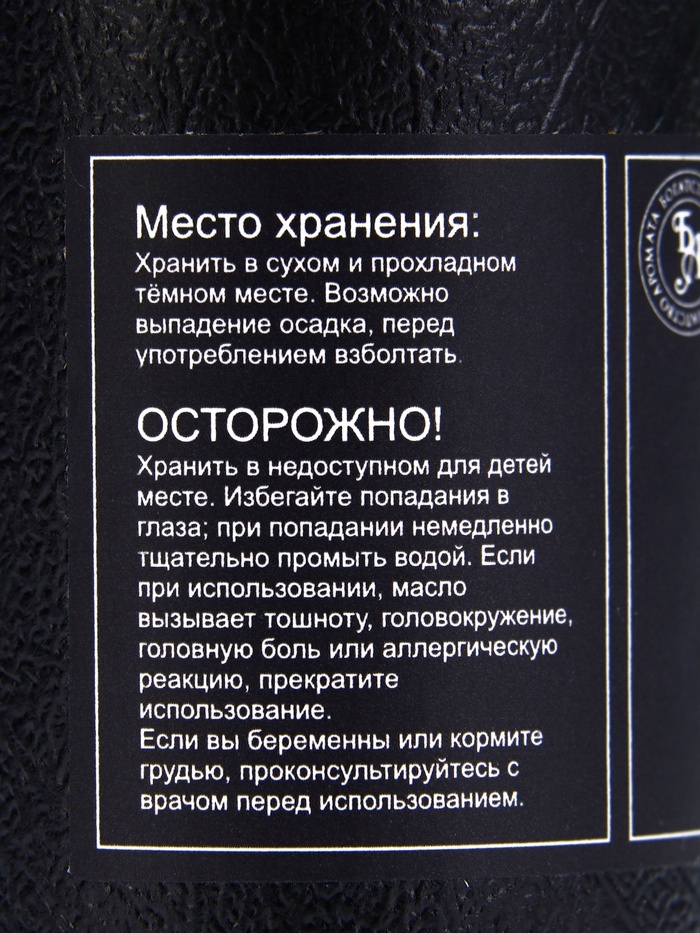 Место хранения:
Хранить в сухом и прохладном
тёмном месте. Возможно
выпадение осадка, перед
употреблением взболтать.
ОСТОРОЖНО!
Хранить в недоступном для детей
месте. Избегайте попадания в
глаза; при попадании немедленно
тщательно промыть водой. Если
при использовании, масло
вызывает тошноту, головокружение,
головную боль или аллергическую
реакцию, прекратите
использование.
Если вы беременны или кормите
грудью, проконсультируйтесь с
врачом перед использованием.
АРОМАТА